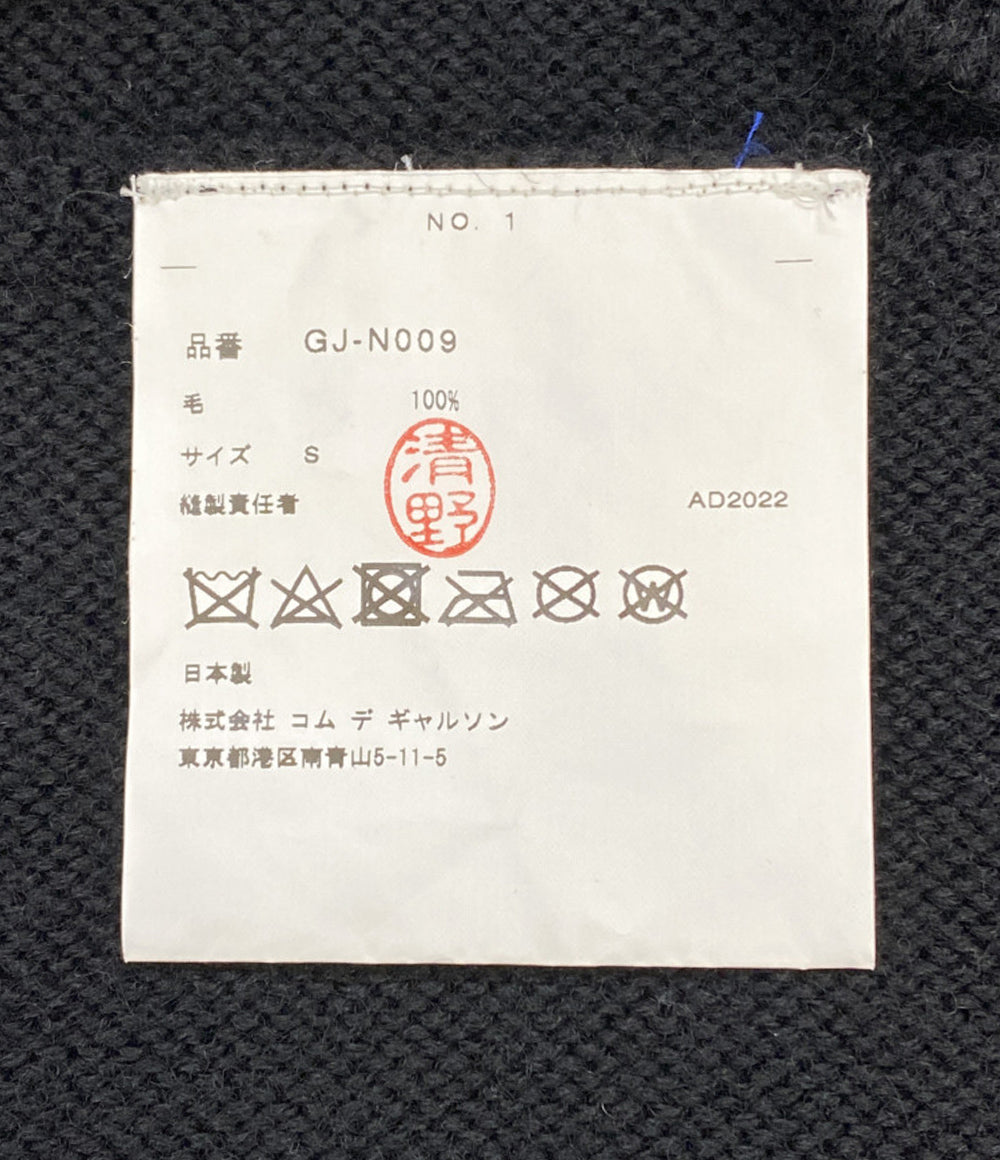 NO. 1
品番 GJ-N009
毛 100%
サイズ S
清野
縫製責任者 AD2022
W
日本製
株式会社 コム デ ギャルソン
東京都港区南青山5-11-5